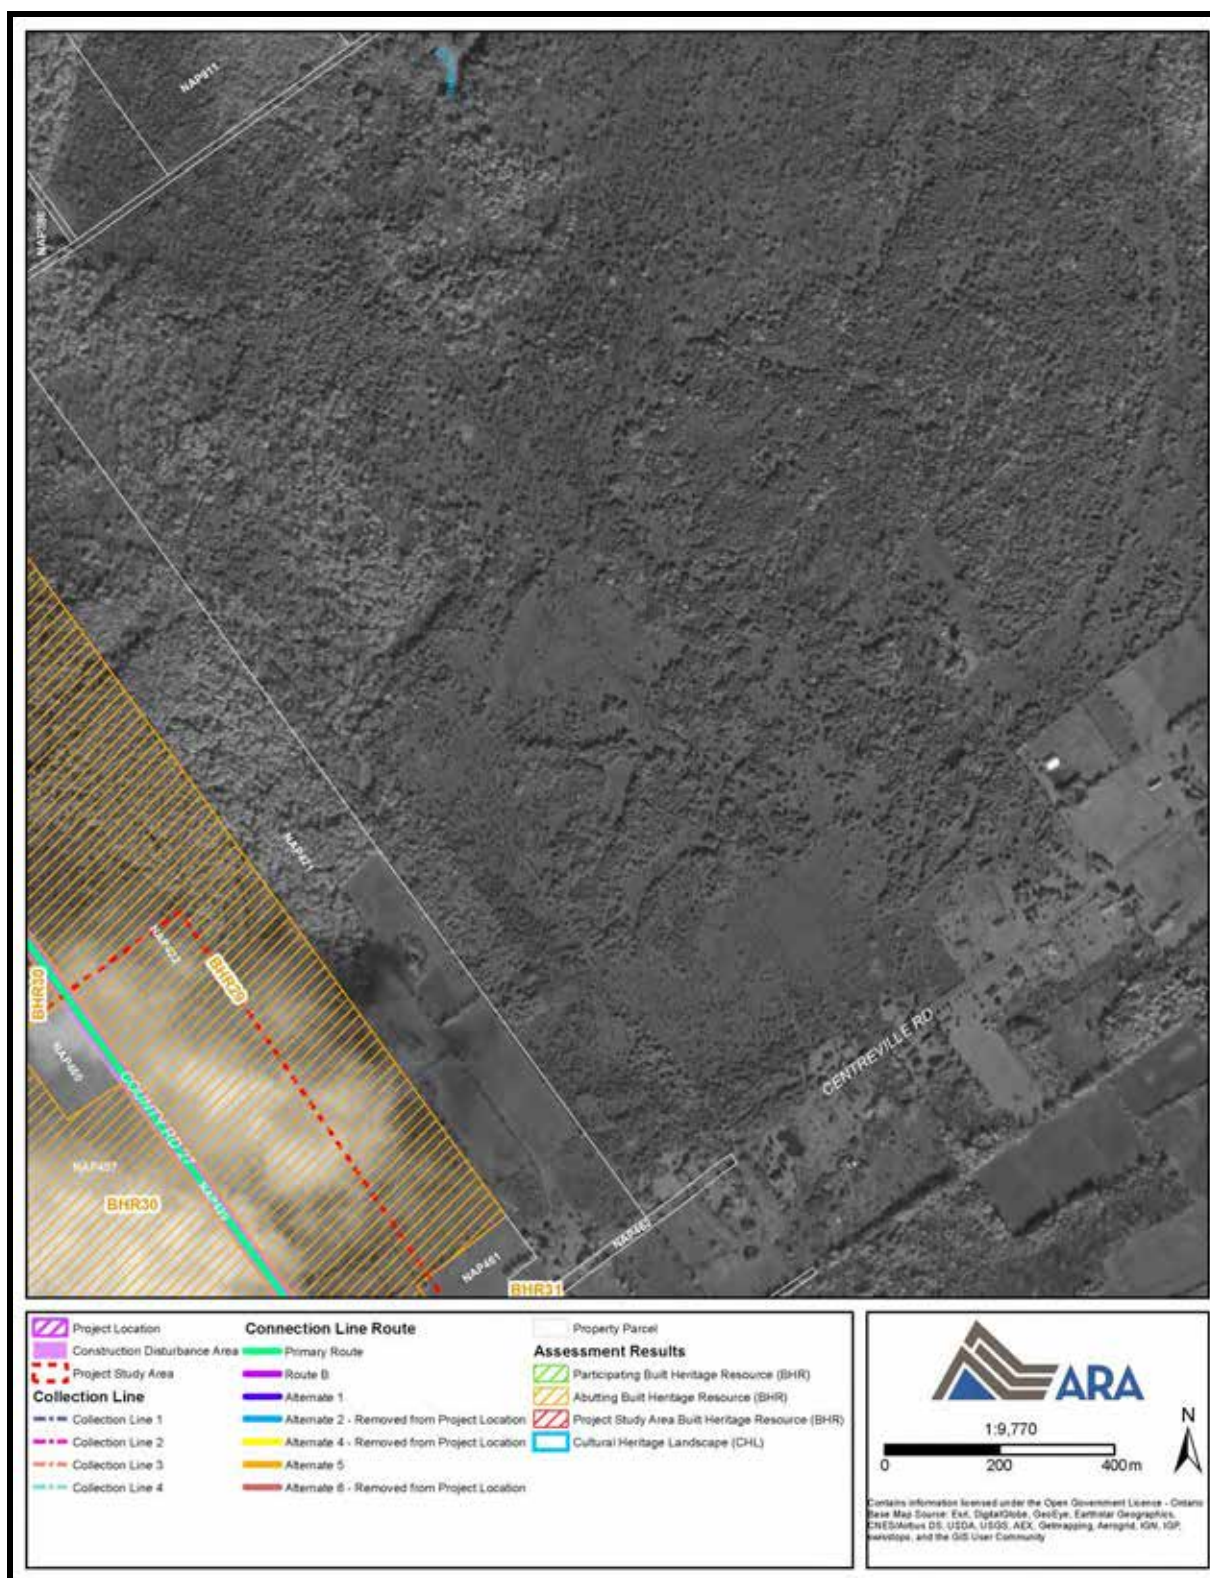 NAP911
NAP386
NAP421
NAP422
BHR29
BHR30
NAP460
COUNTY RD 27
NAP457
BHR30
NAP461
BHR31
NAP462
CENTREVILLE RD
Project Location
Construction Disturbance Area
Project Study Area
Collection Line
Collection Line 1
Collection Line 2
Collection Line 3
Collection Line 4
Connection Line Route
Primary Route
Route B
Alternate 1
Alternate 2 - Removed from Project Location
Alternate 4 - Removed from Project Location
Alternate 5
Alternate 6 - Removed from Project Location
Property Parcel
Assessment Results
Participating Built Heritage Resource (BHR)
Abutting Built Heritage Resource (BHR)
Project Study Area Built Heritage Resource (BHR)
Cultural Heritage Landscape (CHL)
ARA
1:9,770
0 200 400 m
N
Contains information licensed under the Open Government Licence - Ontario
Base Map Source: Esri, DigitalGlobe, GeoEye, Earthstar Geographics,
CNES/Airbus DS, USDA, USGS, AEX, Getmapping, Aerogrid, IGN, IGP,
swisstopo, and the GIS User Community